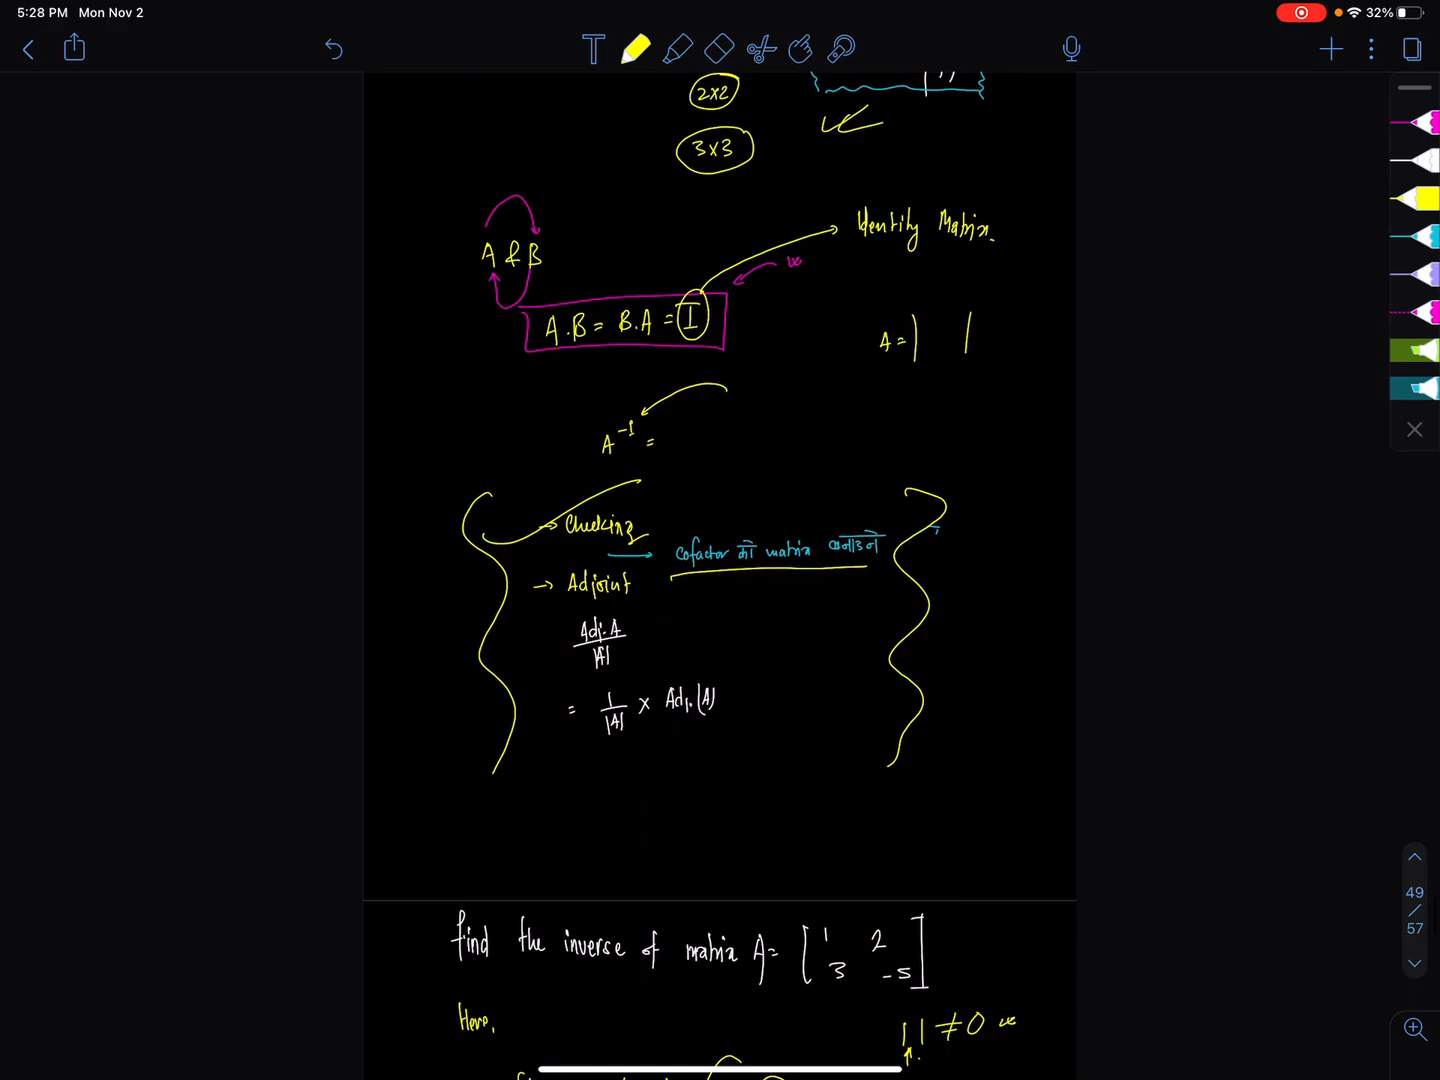 5:28 PM Mon Nov 2
32%
T
2x2
3x3
A & B
Identity Matrix.
A.B = B.A = I
A =
A⁻¹ =
→ Checking
cofactor को matrix
→ Adjoint
Adj.A
|A|
= 1/|A| × Adj.(A)
49
/
57
find the inverse of matrix A = [1 2
3 -5]
Here,
| | ≠ 0